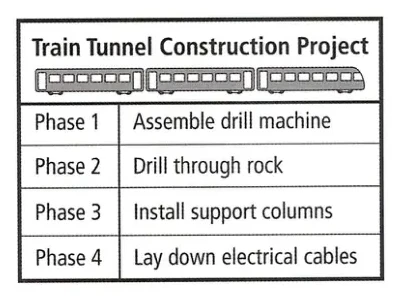 Train Tunnel Construction Project
Phase 1 Assemble drill machine
Phase 2 Drill through rock
Phase 3 Install support columns
Phase 4 Lay down electrical cables